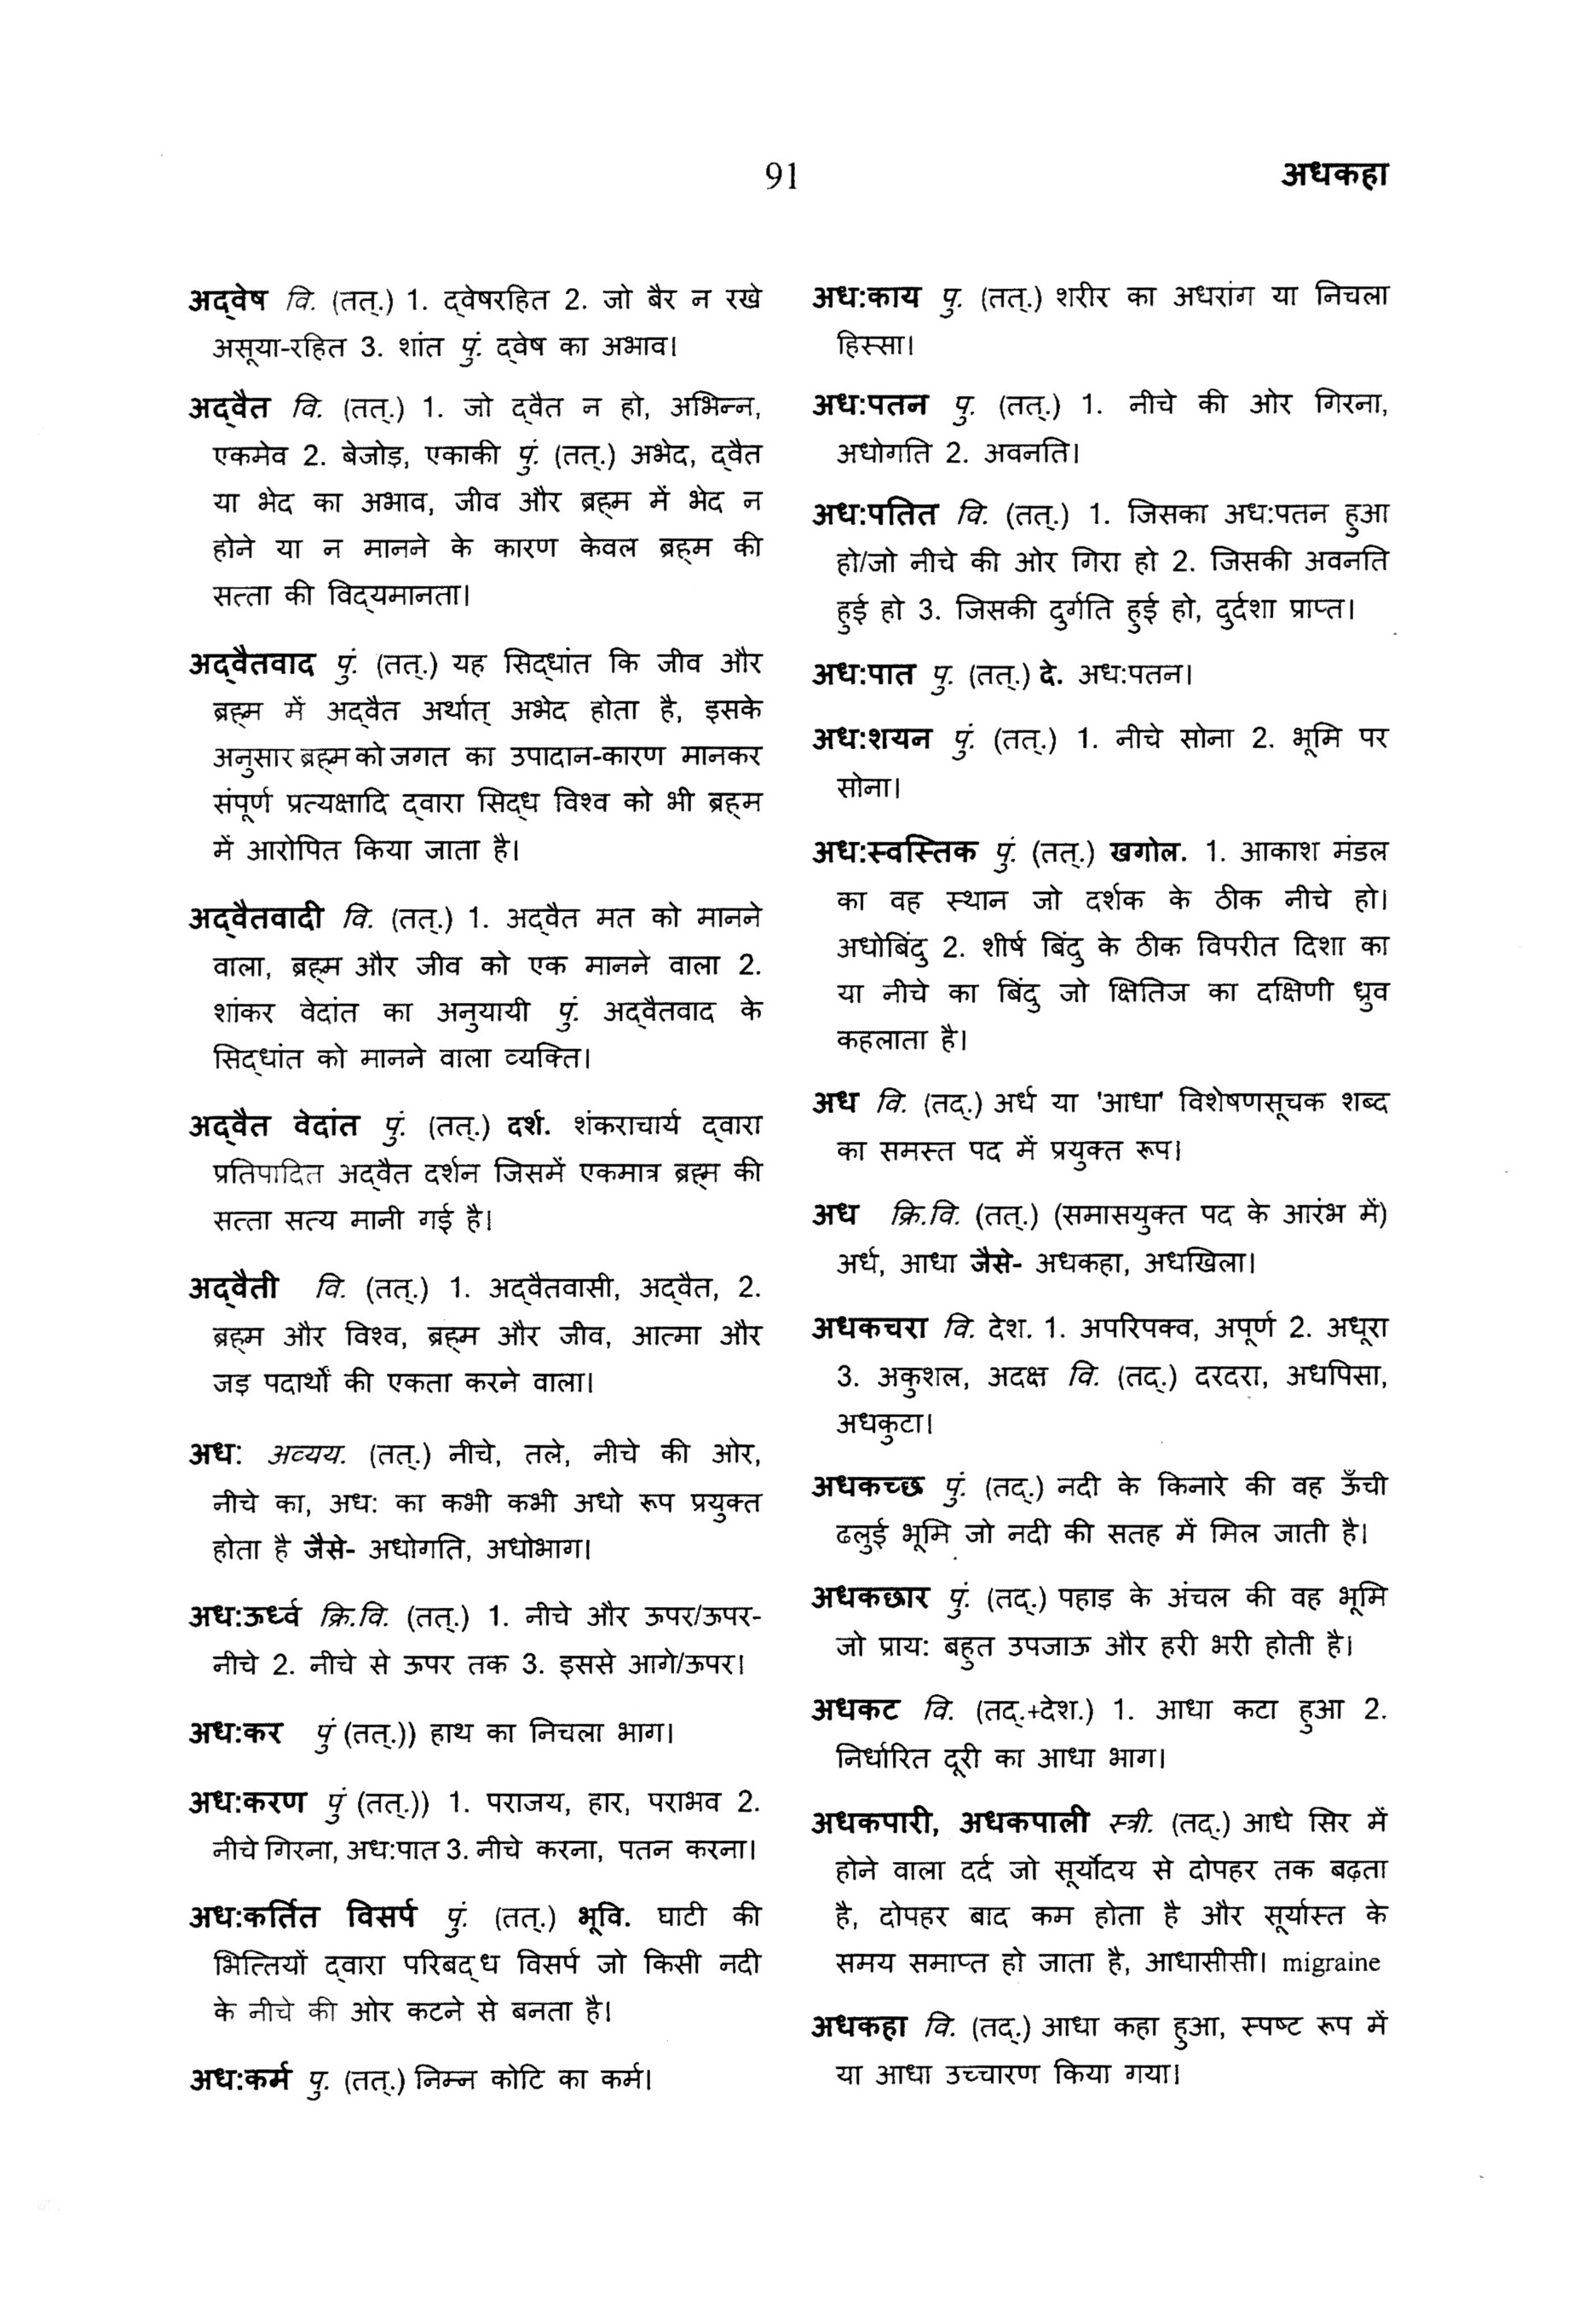 91
अधकहा
अद्‌वेष वि. (तत्.) 1. द्‌वेषरहित 2. जो बैर न रखे
असूया-रहित 3. शांत पुं. द्‌वेष का अभाव।
अद्‌वैत वि. (तत्.) 1. जो द्‌वैत न हो, अभिन्न,
एकमेव 2. बेजोड़, एकाकी पुं. (तत्.) अभेद, द्‌वैत
या भेद का अभाव, जीव और ब्रह्‌म में भेद न
होने या न मानने के कारण केवल ब्रह्‌म की
सत्ता की विद्‌यमानता।
अद्‌वैतवाद पुं. (तत्.) यह सिद्‌धांत कि जीव और
ब्रह्‌म में अद्‌वैत अर्थात् अभेद होता है, इसके
अनुसार ब्रह्‌म को जगत का उपादान-कारण मानकर
संपूर्ण प्रत्यक्षादि द्‌वारा सिद्‌ध विश्व को भी ब्रह्‌म
में आरोपित किया जाता है।
अद्‌वैतवादी वि. (तत्.) 1. अद्‌वैत मत को मानने
वाला, ब्रह्‌म और जीव को एक मानने वाला 2.
शांकर वेदांत का अनुयायी पुं. अद्‌वैतवाद के
सिद्‌धांत को मानने वाला व्यक्ति।
अद्‌वैत वेदांत पुं. (तत्.) दर्श. शंकराचार्य द्‌वारा
प्रतिपादित अद्‌वैत दर्शन जिसमें एकमात्र ब्रह्‌म की
सत्ता सत्य मानी गई है।
अद्‌वैती वि. (तत्.) 1. अद्‌वैतवासी, अद्‌वैत, 2.
ब्रह्‌म और विश्व, ब्रह्‌म और जीव, आत्मा और
जड़ पदार्थों की एकता करने वाला।
अध: अव्यय. (तत्.) नीचे, तले, नीचे की ओर,
नीचे का, अध: का कभी कभी अधो रूप प्रयुक्त
होता है जैसे- अधोगति, अधोभाग।
अध:ऊर्ध्व क्रि.वि. (तत्.) 1. नीचे और ऊपर/ऊपर-
नीचे 2. नीचे से ऊपर तक 3. इससे आगे/ऊपर।
अध:कर पुं (तत्.)) हाथ का निचला भाग।
अध:करण पुं (तत्.)) 1. पराजय, हार, पराभव 2.
नीचे गिरना, अध:पात 3. नीचे करना, पतन करना।
अध:कर्तित विसर्प पुं. (तत्.) भूवि. घाटी की
भित्तियों द्‌वारा परिबद्‌ध विसर्प जो किसी नदी
के नीचे की ओर कटने से बनता है।
अध:कर्म पु. (तत्.) निम्न कोटि का कर्म।
अध:काय पु. (तत्.) शरीर का अधरांग या निचला
हिस्सा।
अध:पतन पु. (तत्.) 1. नीचे की ओर गिरना,
अधोगति 2. अवनति।
अध:पतित वि. (तत्.) 1. जिसका अध:पतन हुआ
हो/जो नीचे की ओर गिरा हो 2. जिसकी अवनति
हुई हो 3. जिसकी दुर्गति हुई हो, दुर्दशा प्राप्त।
अध:पात पु. (तत्.) दे. अध:पतन।
अध:शयन पुं. (तत्.) 1. नीचे सोना 2. भूमि पर
सोना।
अध:स्वस्तिक पुं. (तत्.) खगोल. 1. आकाश मंडल
का वह स्थान जो दर्शक के ठीक नीचे हो।
अधोबिंदु 2. शीर्ष बिंदु के ठीक विपरीत दिशा का
या नीचे का बिंदु जो क्षितिज का दक्षिणी ध्रुव
कहलाता है।
अध वि. (तद्.) अर्ध या 'आधा' विशेषणसूचक शब्द
का समस्त पद में प्रयुक्त रूप।
अध क्रि.वि. (तत्.) (समासयुक्त पद के आरंभ में)
अर्ध, आधा जैसे- अधकहा, अधखिला।
अधकचरा वि. देश. 1. अपरिपक्व, अपूर्ण 2. अधूरा
3. अकुशल, अदक्ष वि. (तद्.) दरदरा, अधपिसा,
अधकुटा।
अधकच्छ पुं. (तद्.) नदी के किनारे की वह ऊँची
ढलुई भूमि जो नदी की सतह में मिल जाती है।
अधकछार पुं. (तद्.) पहाड़ के अंचल की वह भूमि
जो प्राय: बहुत उपजाऊ और हरी भरी होती है।
अधकट वि. (तद्.+देश.) 1. आधा कटा हुआ 2.
निर्धारित दूरी का आधा भाग।
अधकपारी, अधकपाली स्त्री. (तद्.) आधे सिर में
होने वाला दर्द जो सूर्योदय से दोपहर तक बढ़ता
है, दोपहर बाद कम होता है और सूर्यास्त के
समय समाप्त हो जाता है, आधासीसी। migraine
अधकहा वि. (तद्.) आधा कहा हुआ, स्पष्ट रूप में
या आधा उच्चारण किया गया।